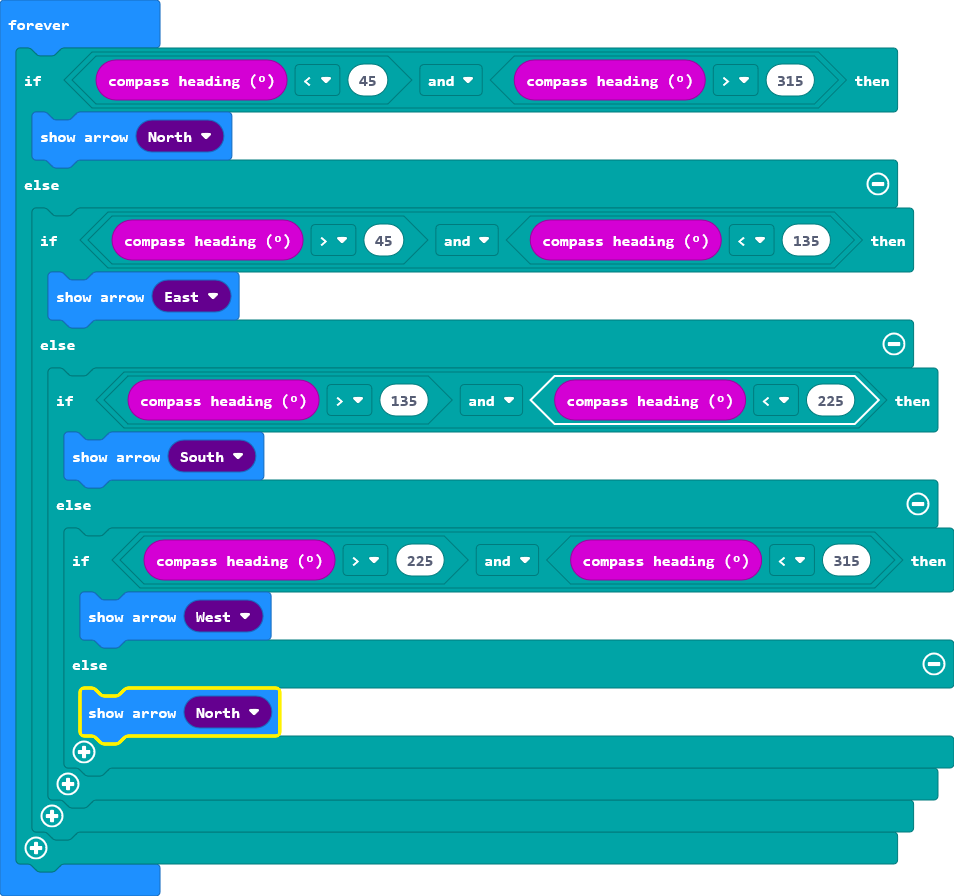 forever
if compass heading (º) < 45 and compass heading (º) > 315 then
show arrow North
else
if compass heading (º) > 45 and compass heading (º) < 135 then
show arrow East
else
if compass heading (º) > 135 and compass heading (º) < 225 then
show arrow South
else
if compass heading (º) > 225 and compass heading (º) < 315 then
show arrow West
else
show arrow North